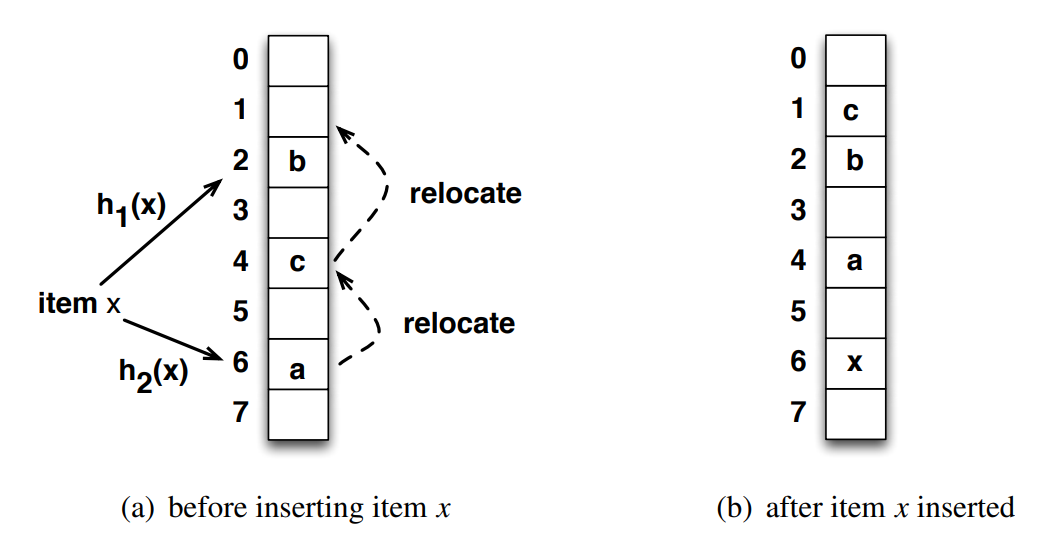 0
1
2 b
3
4 c
5
6 a
7
h1(x)
item x
h2(x)
relocate
relocate
(a) before inserting item x
0
1 c
2 b
3
4 a
5
6 x
7
(b) after item x inserted